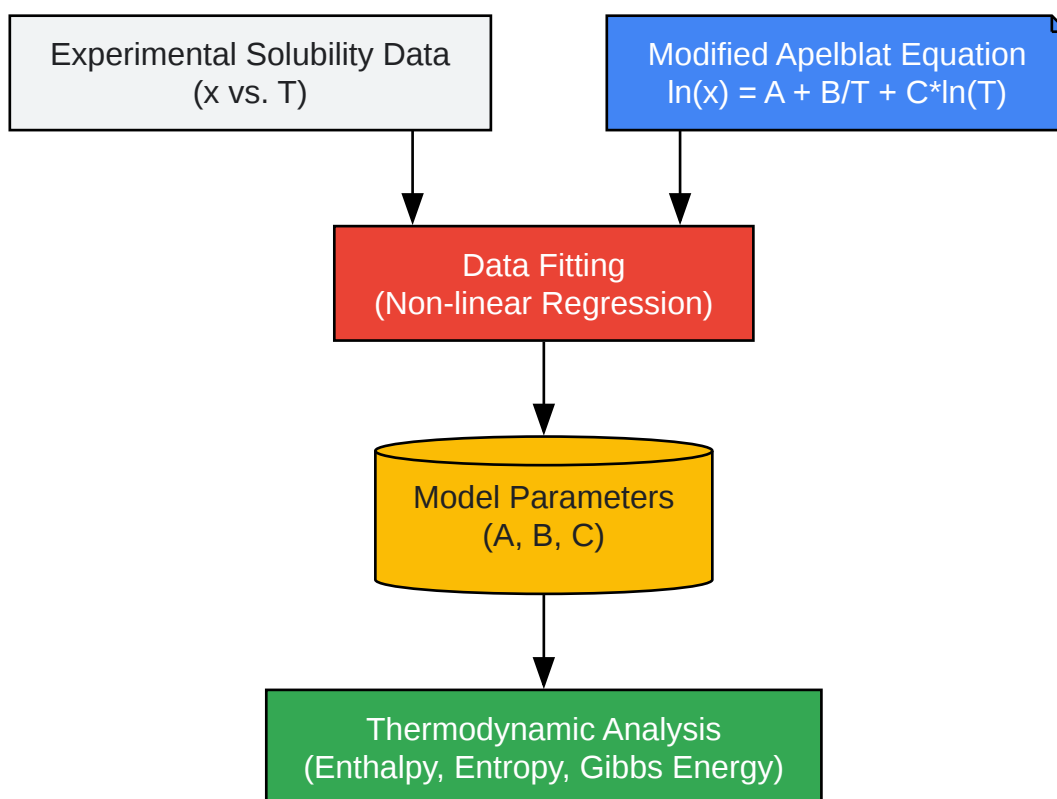 Experimental Solubility Data
(x vs. T)
Modified Apelblat Equation
ln(x) = A + B/T + C*ln(T)
Data Fitting
(Non-linear Regression)
Model Parameters
(A, B, C)
Thermodynamic Analysis
(Enthalpy, Entropy, Gibbs Energy)